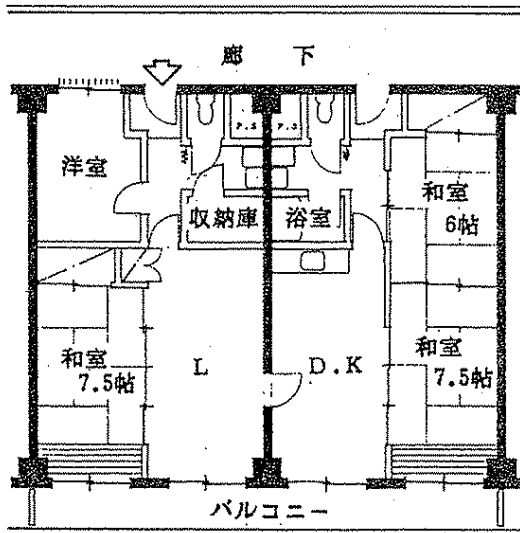 廊 下
P.S P.S
洋室
収納庫 浴室
和室
6帖
和室
7.5帖
L D.K
和室
7.5帖
バルコニー